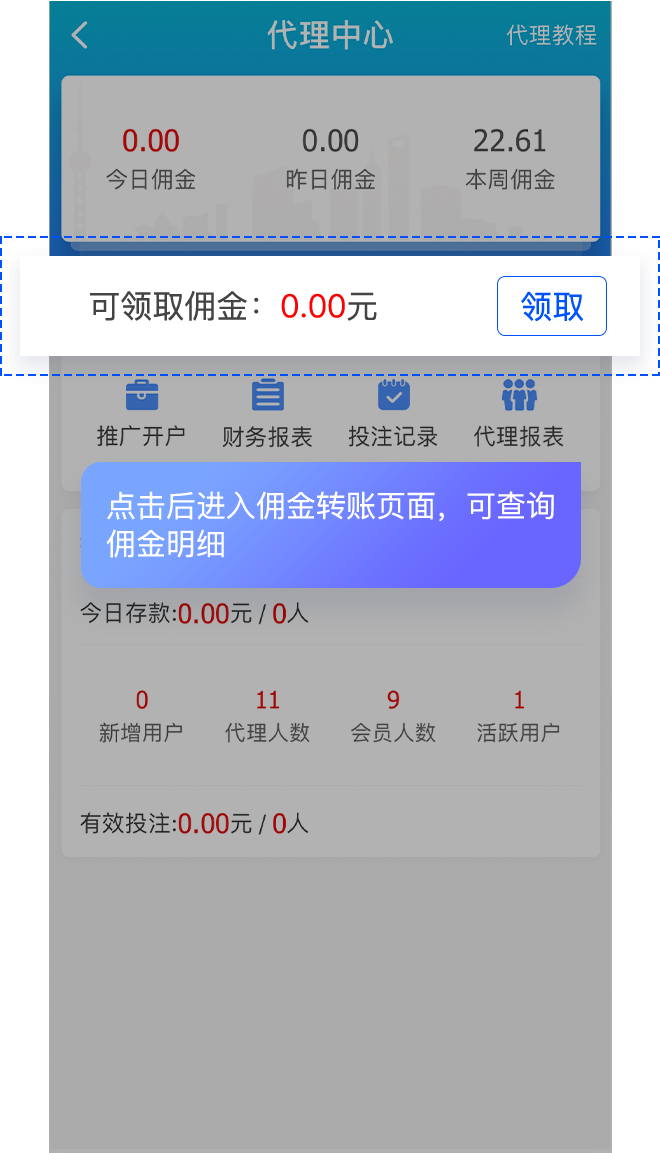 代理中心
代理教程
0.00 0.00 22.61
今日佣金 昨日佣金 本周佣金
可领取佣金：0.00元 领取
推广开户 财务报表 投注记录 代理报表
点击后进入佣金转账页面，可查询
佣金明细
今日存款:0.00元 / 0人
0 11 9 1
新增用户 代理人数 会员人数 活跃用户
有效投注:0.00元 / 0人